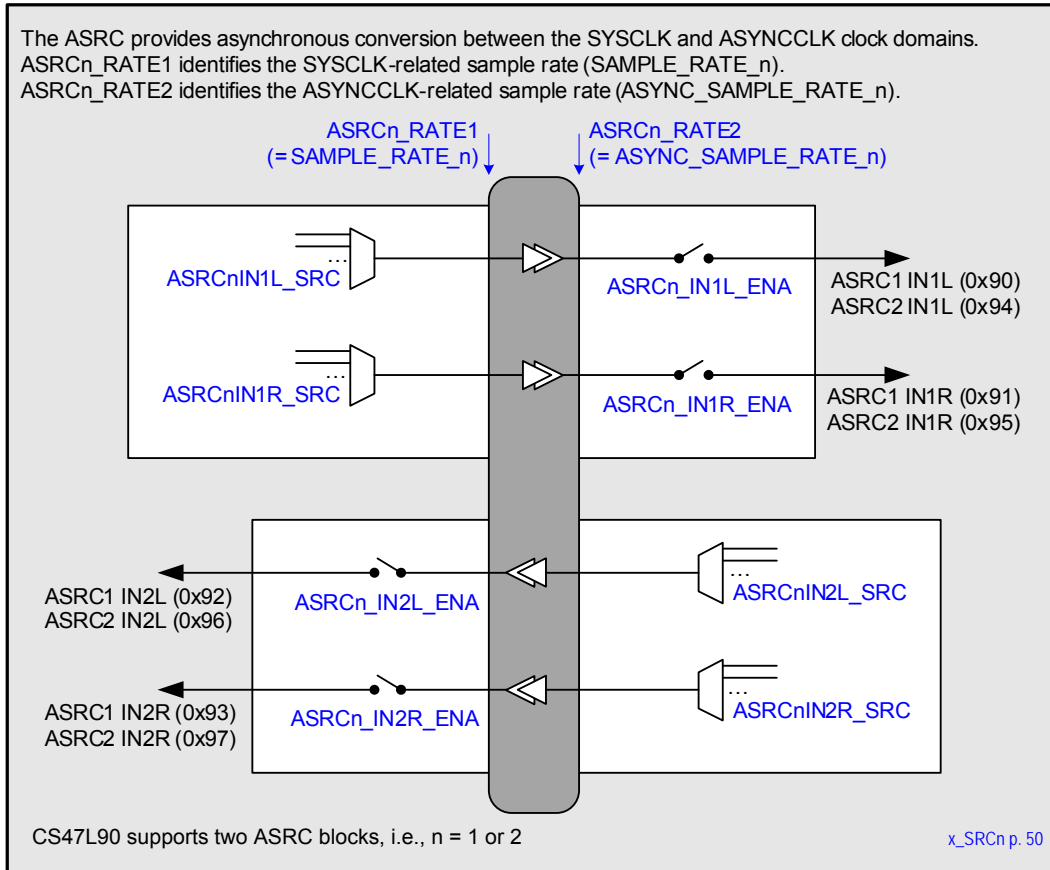 The ASRC provides asynchronous conversion between the SYSCLK and ASYNCCLK clock domains.
ASRCn_RATE1 identifies the SYSCLK-related sample rate (SAMPLE_RATE_n).
ASRCn_RATE2 identifies the ASYNCCLK-related sample rate (ASYNC_SAMPLE_RATE_n).
ASRCn_RATE1
(= SAMPLE_RATE_n)
ASRCn_RATE2
(= ASYNC_SAMPLE_RATE_n)
...
ASRCnIN1L_SRC
ASRCn_IN1L_ENA
ASRC1 IN1L (0x90)
ASRC2 IN1L (0x94)
...
ASRCnIN1R_SRC
ASRCn_IN1R_ENA
ASRC1 IN1R (0x91)
ASRC2 IN1R (0x95)
ASRC1 IN2L (0x92)
ASRC2 IN2L (0x96)
ASRCn_IN2L_ENA
...
ASRCnIN2L_SRC
ASRC1 IN2R (0x93)
ASRC2 IN2R (0x97)
ASRCn_IN2R_ENA
...
ASRCnIN2R_SRC
CS47L90 supports two ASRC blocks, i.e., n = 1 or 2
x_SRCn p. 50